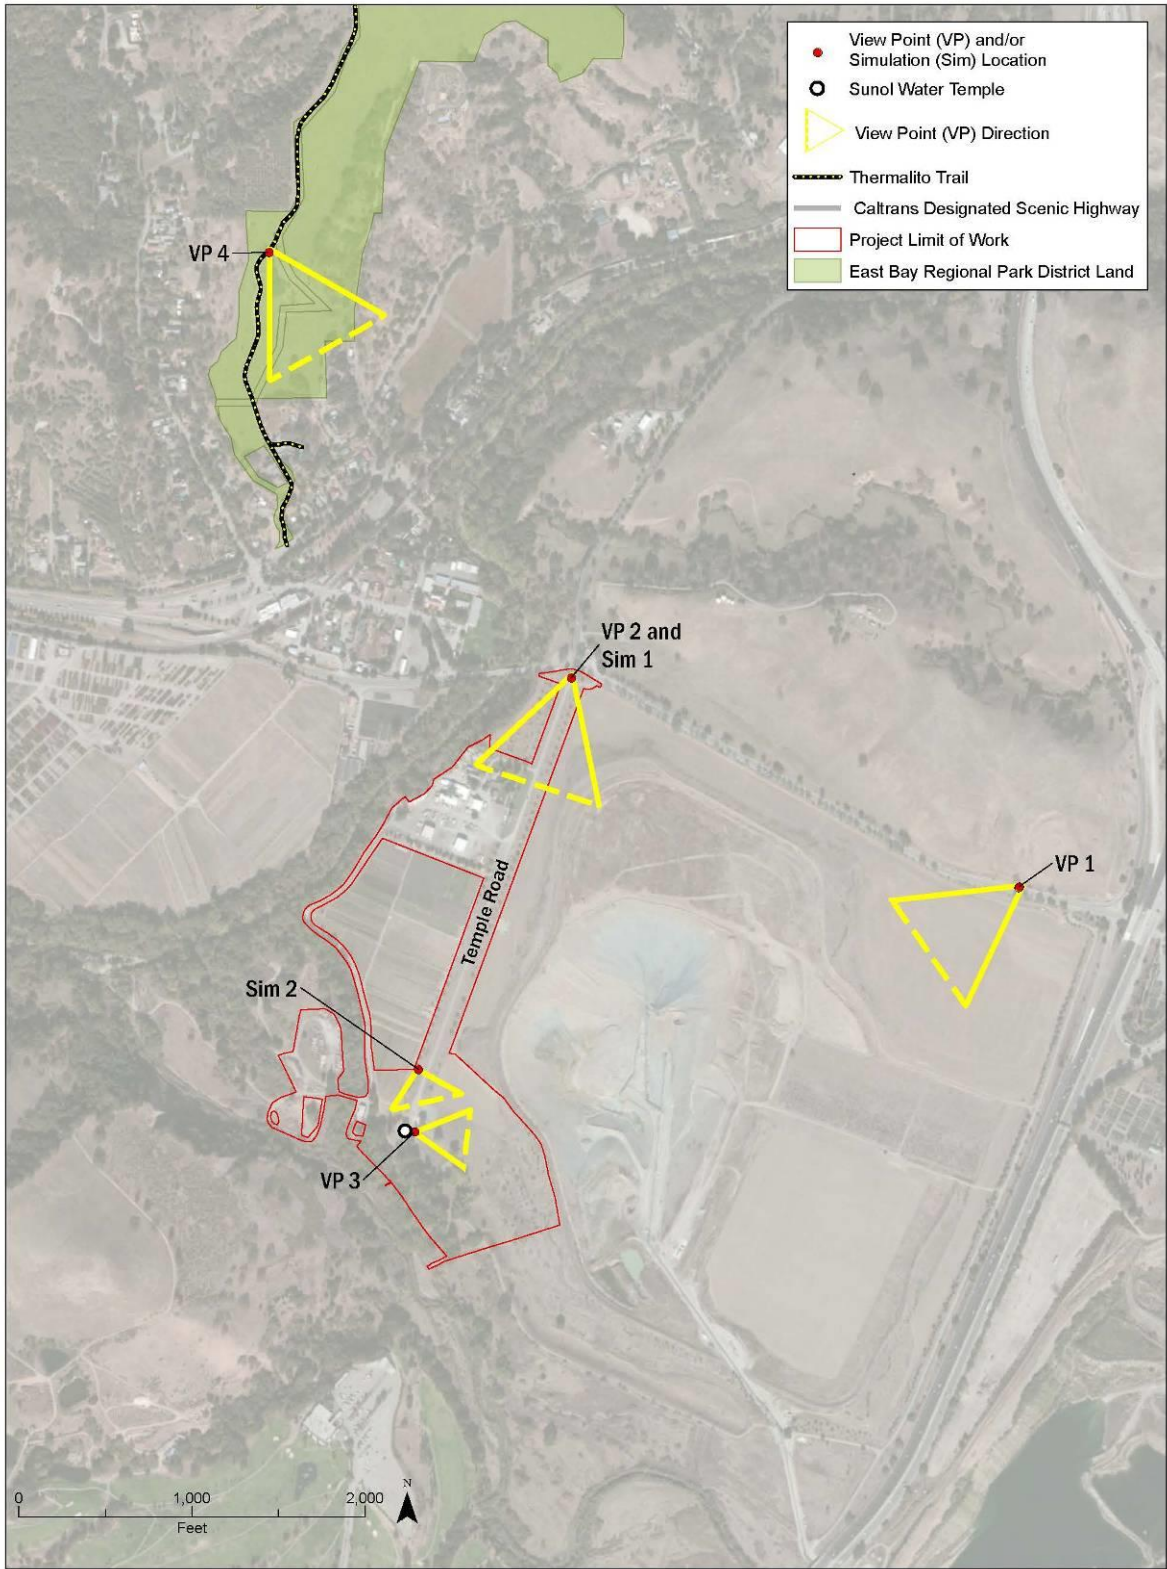 View Point (VP) and/or
Simulation (Sim) Location
Sunol Water Temple
View Point (VP) Direction
Thermalito Trail
Caltrans Designated Scenic Highway
Project Limit of Work
East Bay Regional Park District Land
VP 4
VP 2 and
Sim 1
VP 1
Temple Road
Sim 2
VP 3
N
0 1,000 2,000
Feet